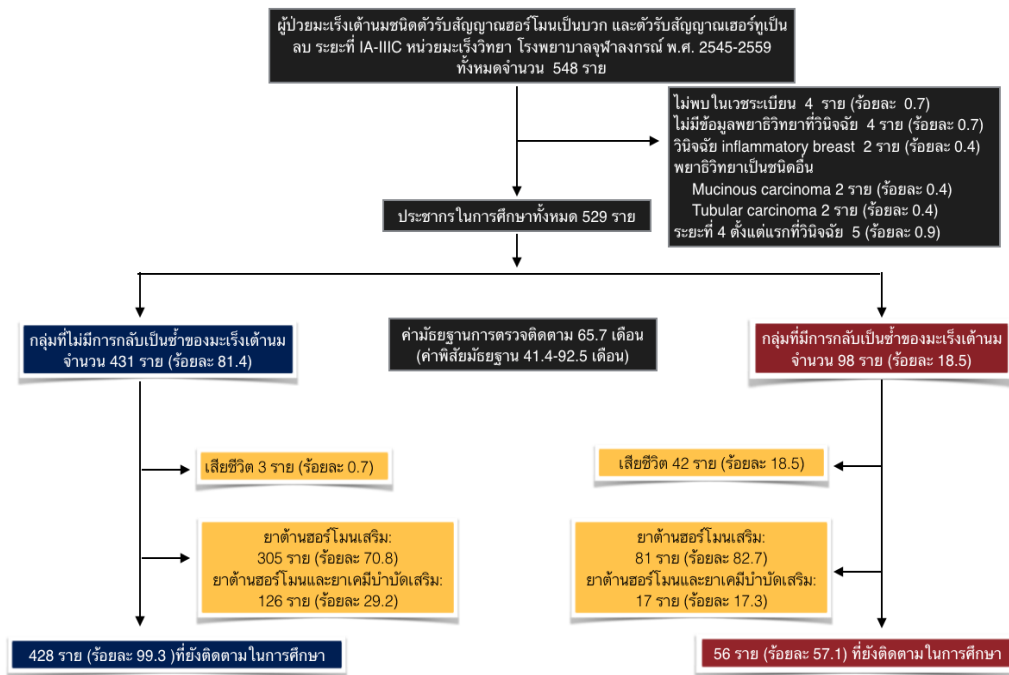 ผู้ป่วยมะเร็งเต้านมชนิดตัวรับสัญญาณฮอร์โมนเป็นบวก และตัวรับสัญญาณเฮอร์ทูเป็น
ลบ ระยะที่ IA-IIIC หน่วยมะเร็งวิทยา โรงพยาบาลจุฬาลงกรณ์ พ.ศ. 2545-2559
ทั้งหมดจำนวน 548 ราย
ไม่พบในเวชระเบียน 4 ราย (ร้อยละ 0.7)
ไม่มีข้อมูลพยาธิวิทยาที่วินิจฉัย 4 ราย (ร้อยละ 0.7)
วินิจฉัย inflammatory breast 2 ราย (ร้อยละ 0.4)
พยาธิวิทยาเป็นชนิดอื่น
Mucinous carcinoma 2 ราย (ร้อยละ 0.4)
Tubular carcinoma 2 ราย (ร้อยละ 0.4)
ระยะที่ 4 ตั้งแต่แรกที่วินิจฉัย 5 (ร้อยละ 0.9)
ประชากรในการศึกษาทั้งหมด 529 ราย
กลุ่มที่ไม่มีการกลับเป็นซ้ำของมะเร็งเต้านม
จำนวน 431 ราย (ร้อยละ 81.4)
ค่ามัธยฐานการตรวจติดตาม 65.7 เดือน
(ค่าพิสัยมัธยฐาน 41.4-92.5 เดือน)
กลุ่มที่มีการกลับเป็นซ้ำของมะเร็งเต้านม
จำนวน 98 ราย (ร้อยละ 18.5)
เสียชีวิต 3 ราย (ร้อยละ 0.7)
เสียชีวิต 42 ราย (ร้อยละ 18.5)
ยาต้านฮอร์โมนเสริม:
305 ราย (ร้อยละ 70.8)
ยาต้านฮอร์โมนและยาเคมีบำบัดเสริม:
126 ราย (ร้อยละ 29.2)
ยาต้านฮอร์โมนเสริม:
81 ราย (ร้อยละ 82.7)
ยาต้านฮอร์โมนและยาเคมีบำบัดเสริม:
17 ราย (ร้อยละ 17.3)
428 ราย (ร้อยละ 99.3 )ที่ยังติดตามในการศึกษา
56 ราย (ร้อยละ 57.1) ที่ยังติดตามในการศึกษา